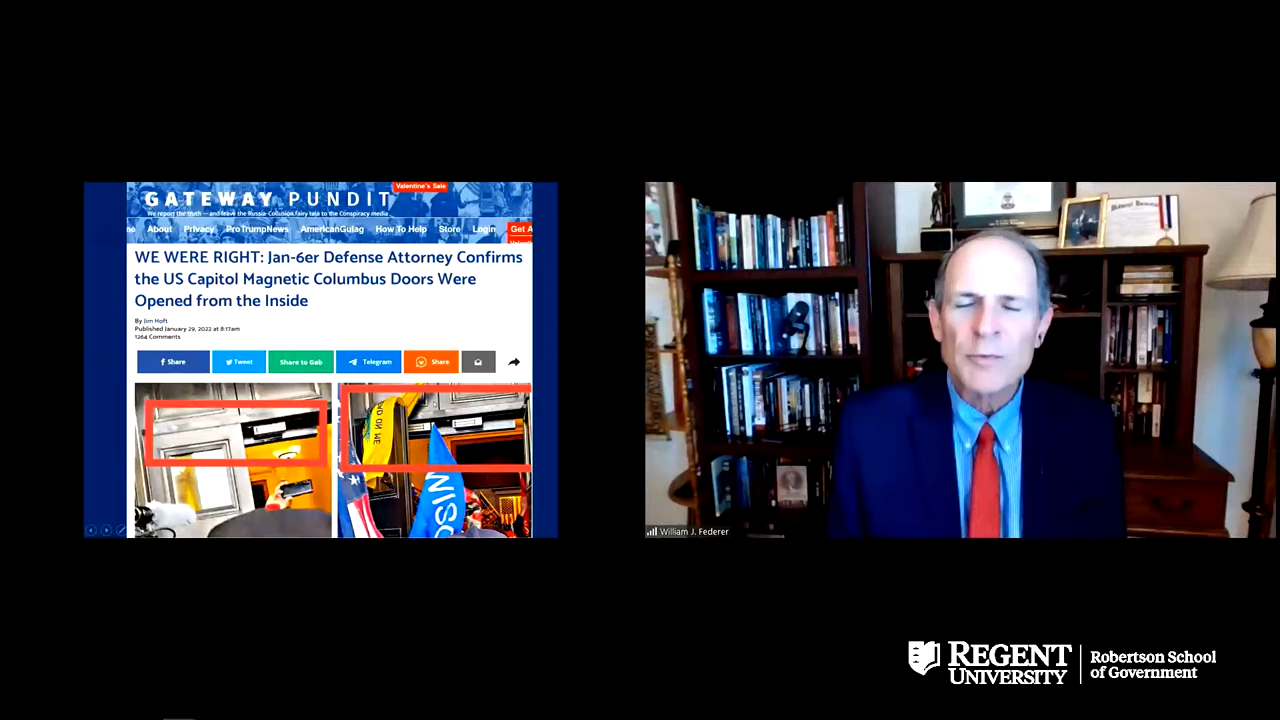 Valentine's Sale
GATEWAY PUNDIT
We report the truth — and leave the Russia-Collusion fairy tale to the Conspiracy media
About Privacy ProTrumpNews AmericanGulag How To Help Store Login Get A
WE WERE RIGHT: Jan-6er Defense Attorney Confirms
the US Capitol Magnetic Columbus Doors Were
Opened from the Inside
By Jim Hoft
Published January 29, 2022 at 8:17am
1264 Comments
Share Tweet Share to Gab Telegram Share
ON ME
William J. Federer
REGENT
UNIVERSITY
Robertson School
of Government